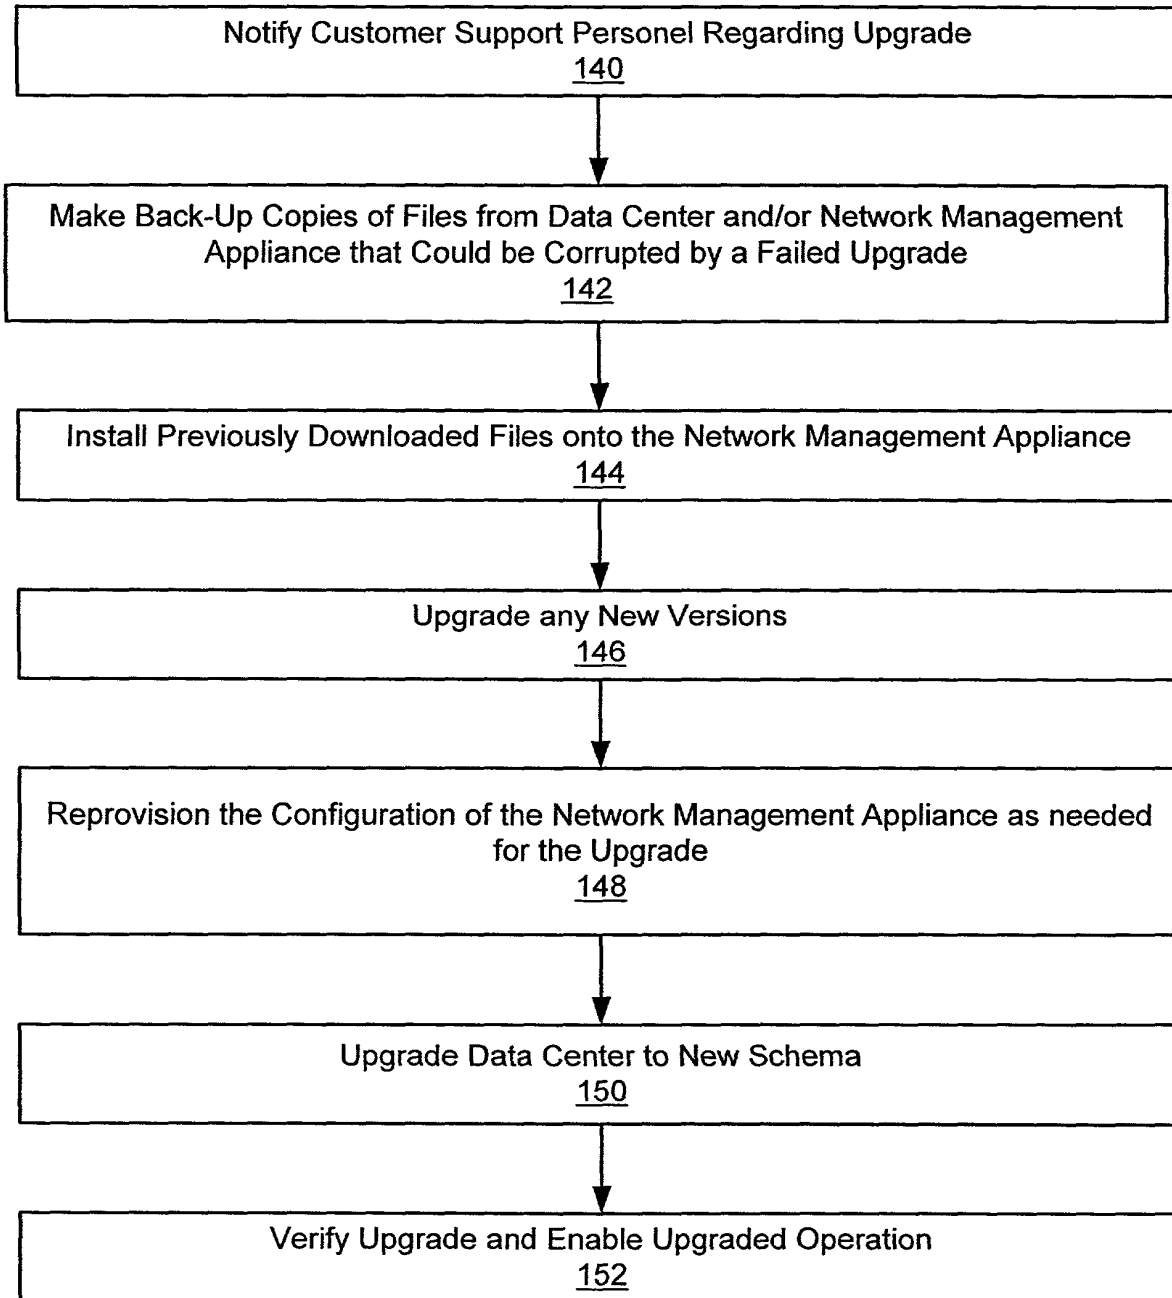 Notify Customer Support Personel Regarding Upgrade
140
Make Back-Up Copies of Files from Data Center and/or Network Management
Appliance that Could be Corrupted by a Failed Upgrade
142
Install Previously Downloaded Files onto the Network Management Appliance
144
Upgrade any New Versions
146
Reprovision the Configuration of the Network Management Appliance as needed
for the Upgrade
148
Upgrade Data Center to New Schema
150
Verify Upgrade and Enable Upgraded Operation
152